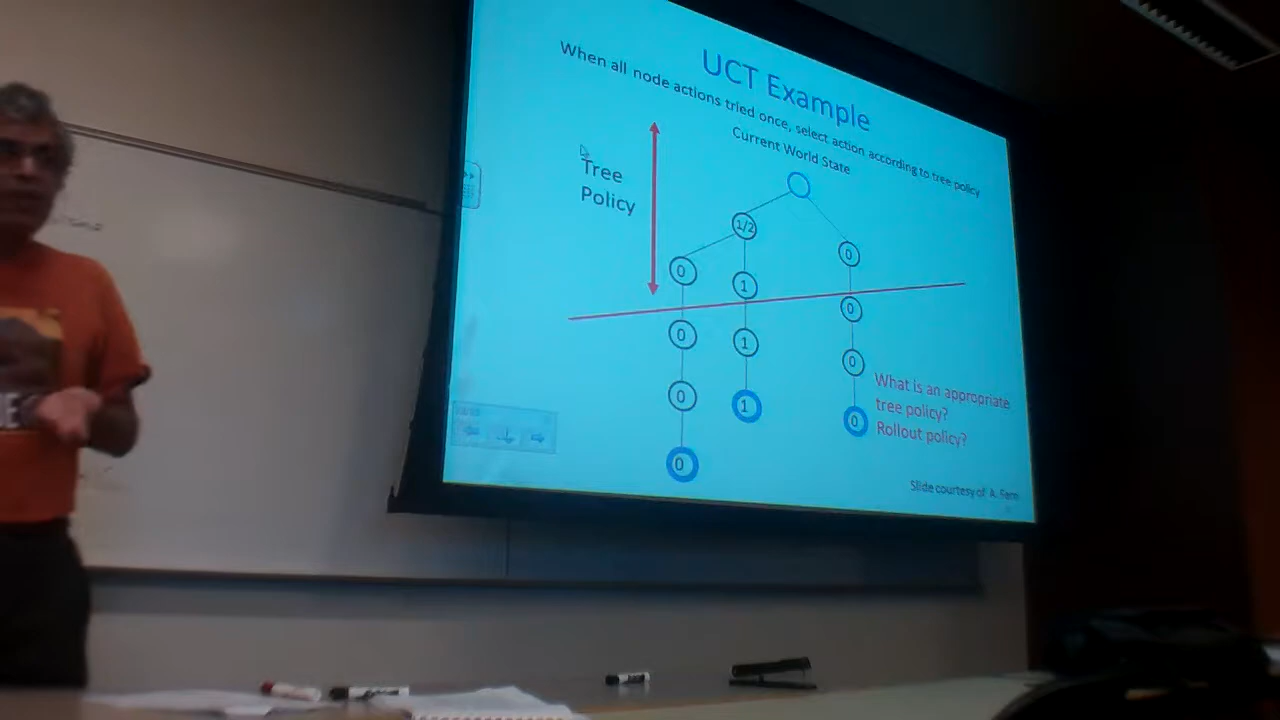 UCT Example
When all node actions tried once, select action according to tree policy
Current World State
Tree
Policy
1/2
0
0
1
0
0
1
0
0
1
0
0
What is an appropriate
tree policy?
Rollout policy?
Slide courtesy of A. Fern